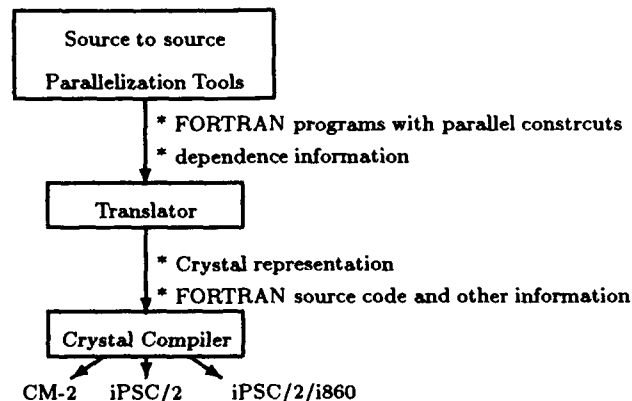 Source to source
Parallelization Tools
* FORTRAN programs with parallel constrcuts
* dependence information
Translator
* Crystal representation
* FORTRAN source code and other information
Crystal Compiler
CM-2 iPSC/2 iPSC/2/i860